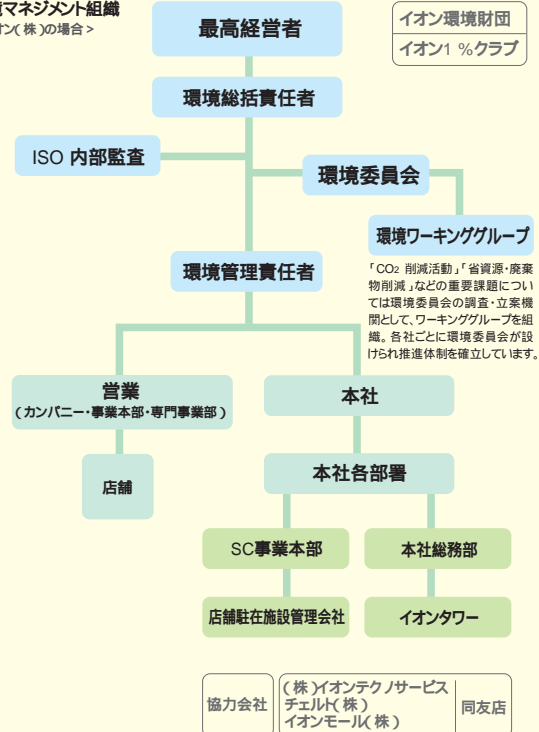 境マネジメント組織
オン(株)の場合>
最高経営者
イオン環境財団
イオン1%クラブ
環境総括責任者
ISO 内部監査
環境委員会
環境ワーキンググループ
「CO2 削減活動」「省資源・廃棄
物削減」などの重要課題につい
ては環境委員会の調査・立案機
関として、ワーキンググループを組
織。各社ごとに環境委員会が設
けられ推進体制を確立しています。
環境管理責任者
営業
(カンパニー・事業本部・専門事業部)
本社
店舗
本社各部署
SC事業本部
本社総務部
店舗駐在施設管理会社
イオンタワー
協力会社
(株)イオンテクノサービス
チェルト(株)
イオンモール(株)
同友店